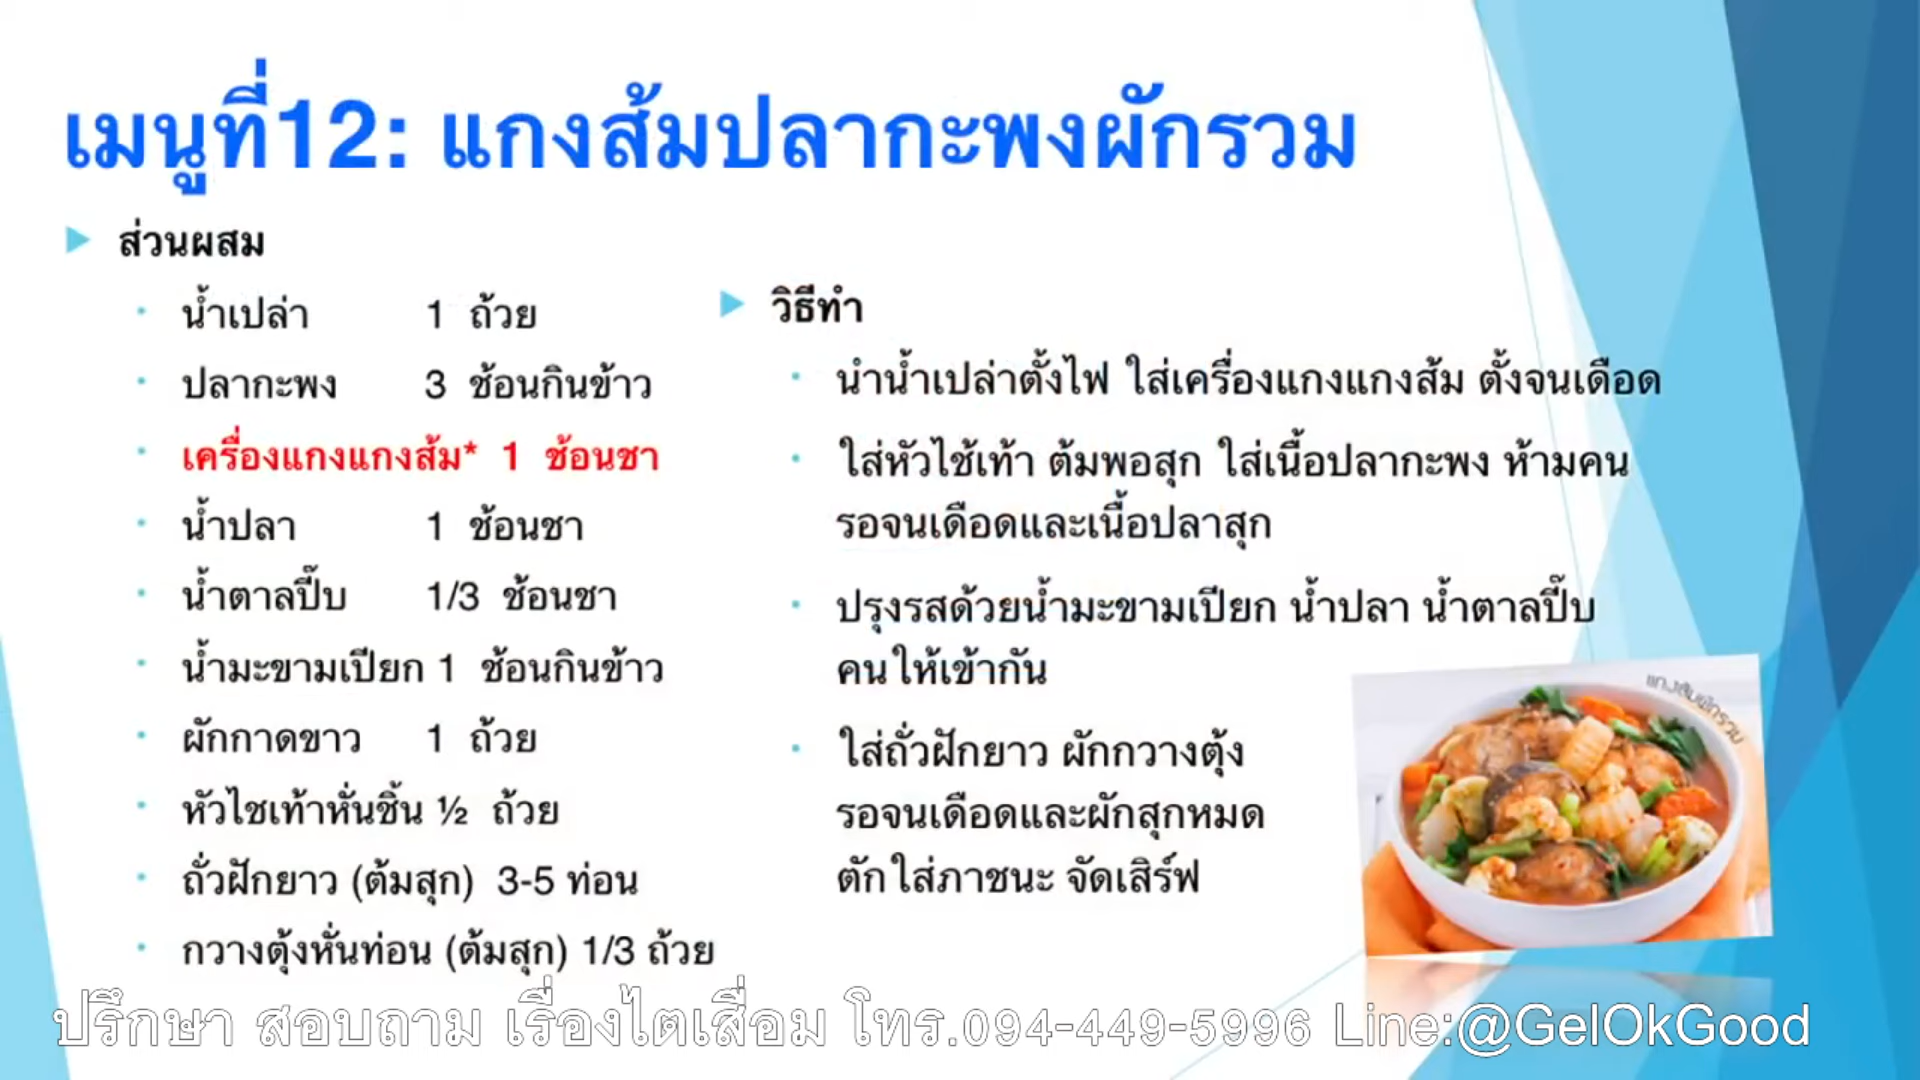 เมนูที่12: แกงส้มปลากะพงผักรวม
ส่วนผสม
น้ำเปล่า 1 ถ้วย
ปลากะพง 3 ช้อนกินข้าว
เครื่องแกงแกงส้ม* 1 ช้อนชา
น้ำปลา 1 ช้อนชา
น้ำตาลปี๊บ 1/3 ช้อนชา
น้ำมะขามเปียก 1 ช้อนกินข้าว
ผักกาดขาว 1 ถ้วย
หัวไชเท้าหั่นชิ้น ½ ถ้วย
ถั่วฝักยาว (ต้มสุก) 3-5 ท่อน
กวางตุ้งหั่นท่อน (ต้มสุก) 1/3 ถ้วย
วิธีทำ
นำน้ำเปล่าตั้งไฟ ใส่เครื่องแกงแกงส้ม ตั้งจนเดือด
ใส่หัวไช้เท้า ต้มพอสุก ใส่เนื้อปลากะพง ห้ามคน
รอจนเดือดและเนื้อปลาสุก
ปรุงรสด้วยน้ำมะขามเปียก น้ำปลา น้ำตาลปี๊บ
คนให้เข้ากัน
ใส่ถั่วฝักยาว ผักกวางตุ้ง
รอจนเดือดและผักสุกหมด
ตักใส่ภาชนะ จัดเสิร์ฟ
แกงส้มผักรวม
ปรึกษา สอบถาม เรื่องไตเสื่อม โทร.094-449-5996 Line:@GelOkGood